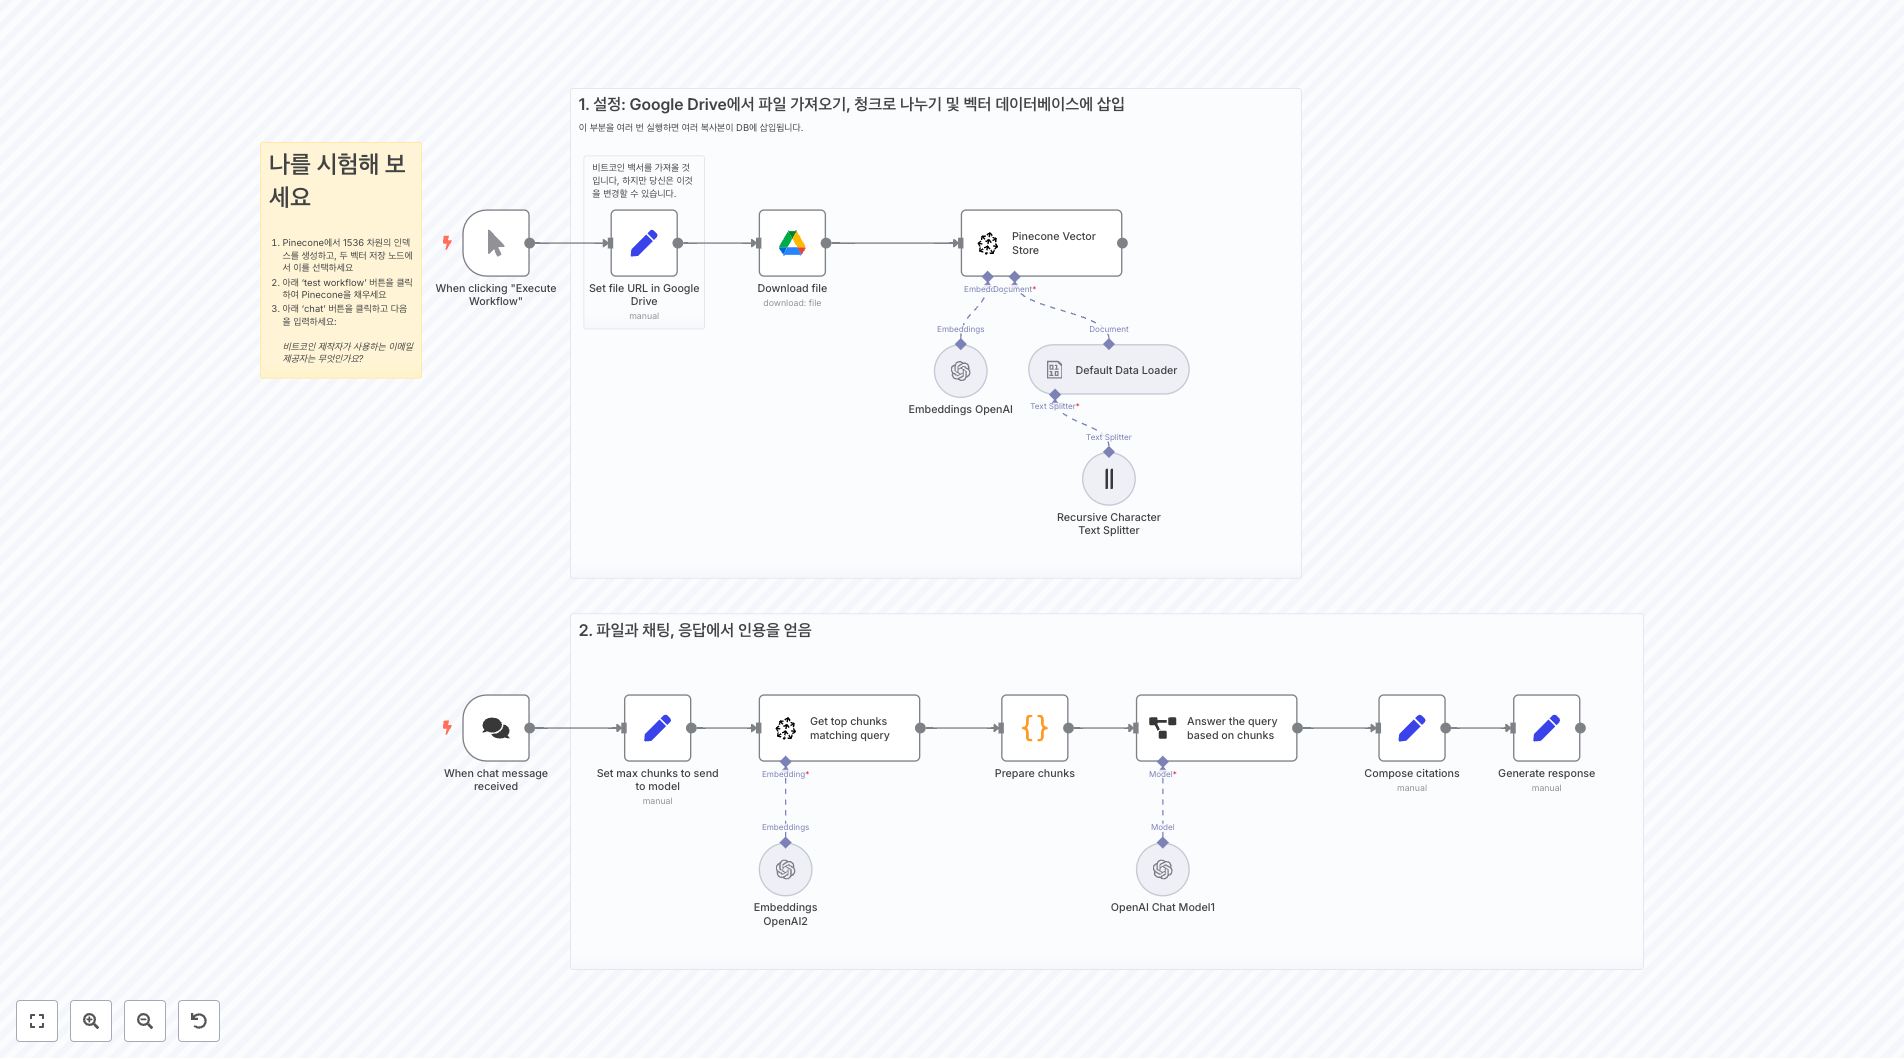 1. 설정: Google Drive에서 파일 가져오기, 청크로 나누기 및 벡터 데이터베이스에 삽입
이 부분을 여러 번 실행하면 여러 복사본이 DB에 삽입됩니다.
나를 시험해 보
세요
1. Pinecone에서 1536 차원의 인덱
스를 생성하고, 두 벡터 저장 노드에
서 이를 선택하세요
2. 아래 ‘test workflow’ 버튼을 클릭
하여 Pinecone을 채우세요
3. 아래 ‘chat’ 버튼을 클릭하고 다음
을 입력하세요:
비트코인 제작자가 사용하는 이메일
제공자는 무엇인가요?
When clicking "Execute
Workflow"
비트코인 백서를 가져올 것
입니다, 하지만 당신은 이것
을 변경할 수 있습니다.
Set file URL in Google
Drive
manual
Download file
download: file
Pinecone Vector
Store
Document*
Embeddings
Document
Embeddings OpenAI
Default Data Loader
Text Splitter*
Text Splitter
Recursive Character
Text Splitter
2. 파일과 채팅, 응답에서 인용을 얻음
When chat message
received
Set max chunks to send
to model
manual
Get top chunks
matching query
Embedding*
Embeddings
Embeddings
OpenAI2
Prepare chunks
Answer the query
based on chunks
Model*
Model
OpenAI Chat Model1
Compose citations
manual
Generate response
manual